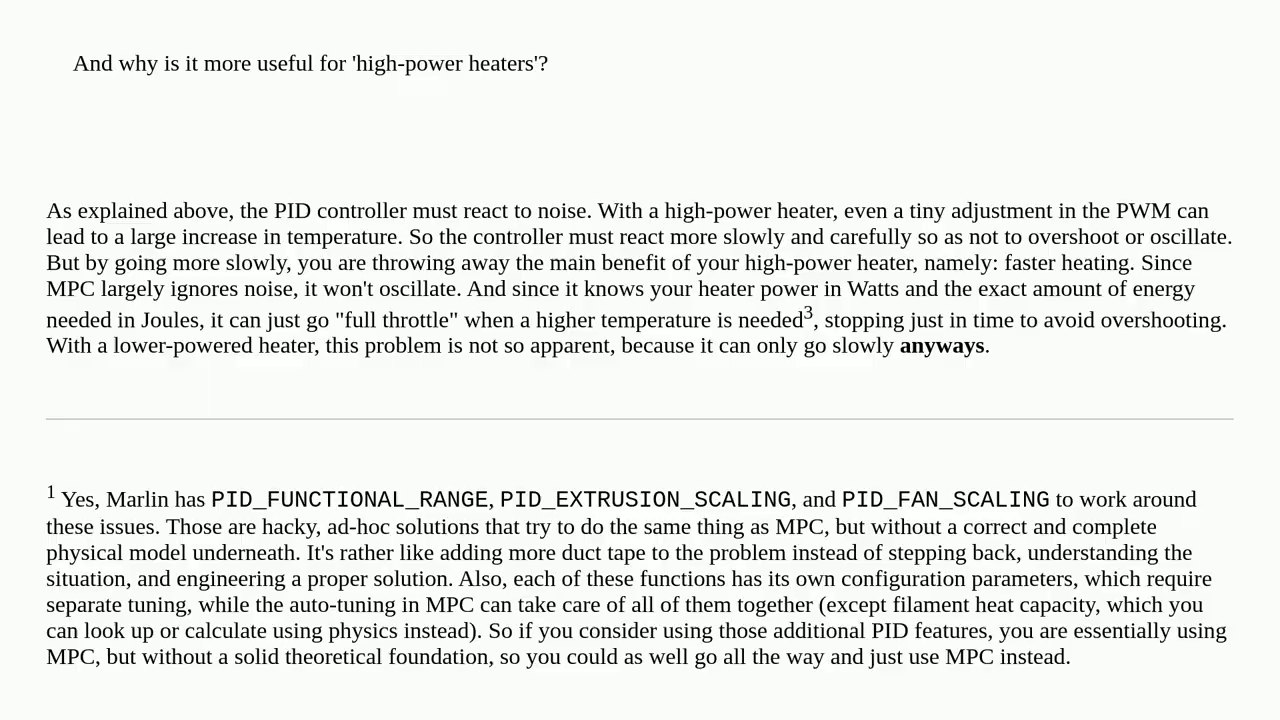 And why is it more useful for 'high-power heaters'?
As explained above, the PID controller must react to noise. With a high-power heater, even a tiny adjustment in the PWM can
lead to a large increase in temperature. So the controller must react more slowly and carefully so as not to overshoot or oscillate.
But by going more slowly, you are throwing away the main benefit of your high-power heater, namely: faster heating. Since
MPC largely ignores noise, it won't oscillate. And since it knows your heater power in Watts and the exact amount of energy
needed in Joules, it can just go "full throttle" when a higher temperature is needed3, stopping just in time to avoid overshooting.
With a lower-powered heater, this problem is not so apparent, because it can only go slowly anyways.
1 Yes, Marlin has PID_FUNCTIONAL_RANGE, PID_EXTRUSION_SCALING, and PID_FAN_SCALING to work around
these issues. Those are hacky, ad-hoc solutions that try to do the same thing as MPC, but without a correct and complete
physical model underneath. It's rather like adding more duct tape to the problem instead of stepping back, understanding the
situation, and engineering a proper solution. Also, each of these functions has its own configuration parameters, which require
separate tuning, while the auto-tuning in MPC can take care of all of them together (except filament heat capacity, which you
can look up or calculate using physics instead). So if you consider using those additional PID features, you are essentially using
MPC, but without a solid theoretical foundation, so you could as well go all the way and just use MPC instead.